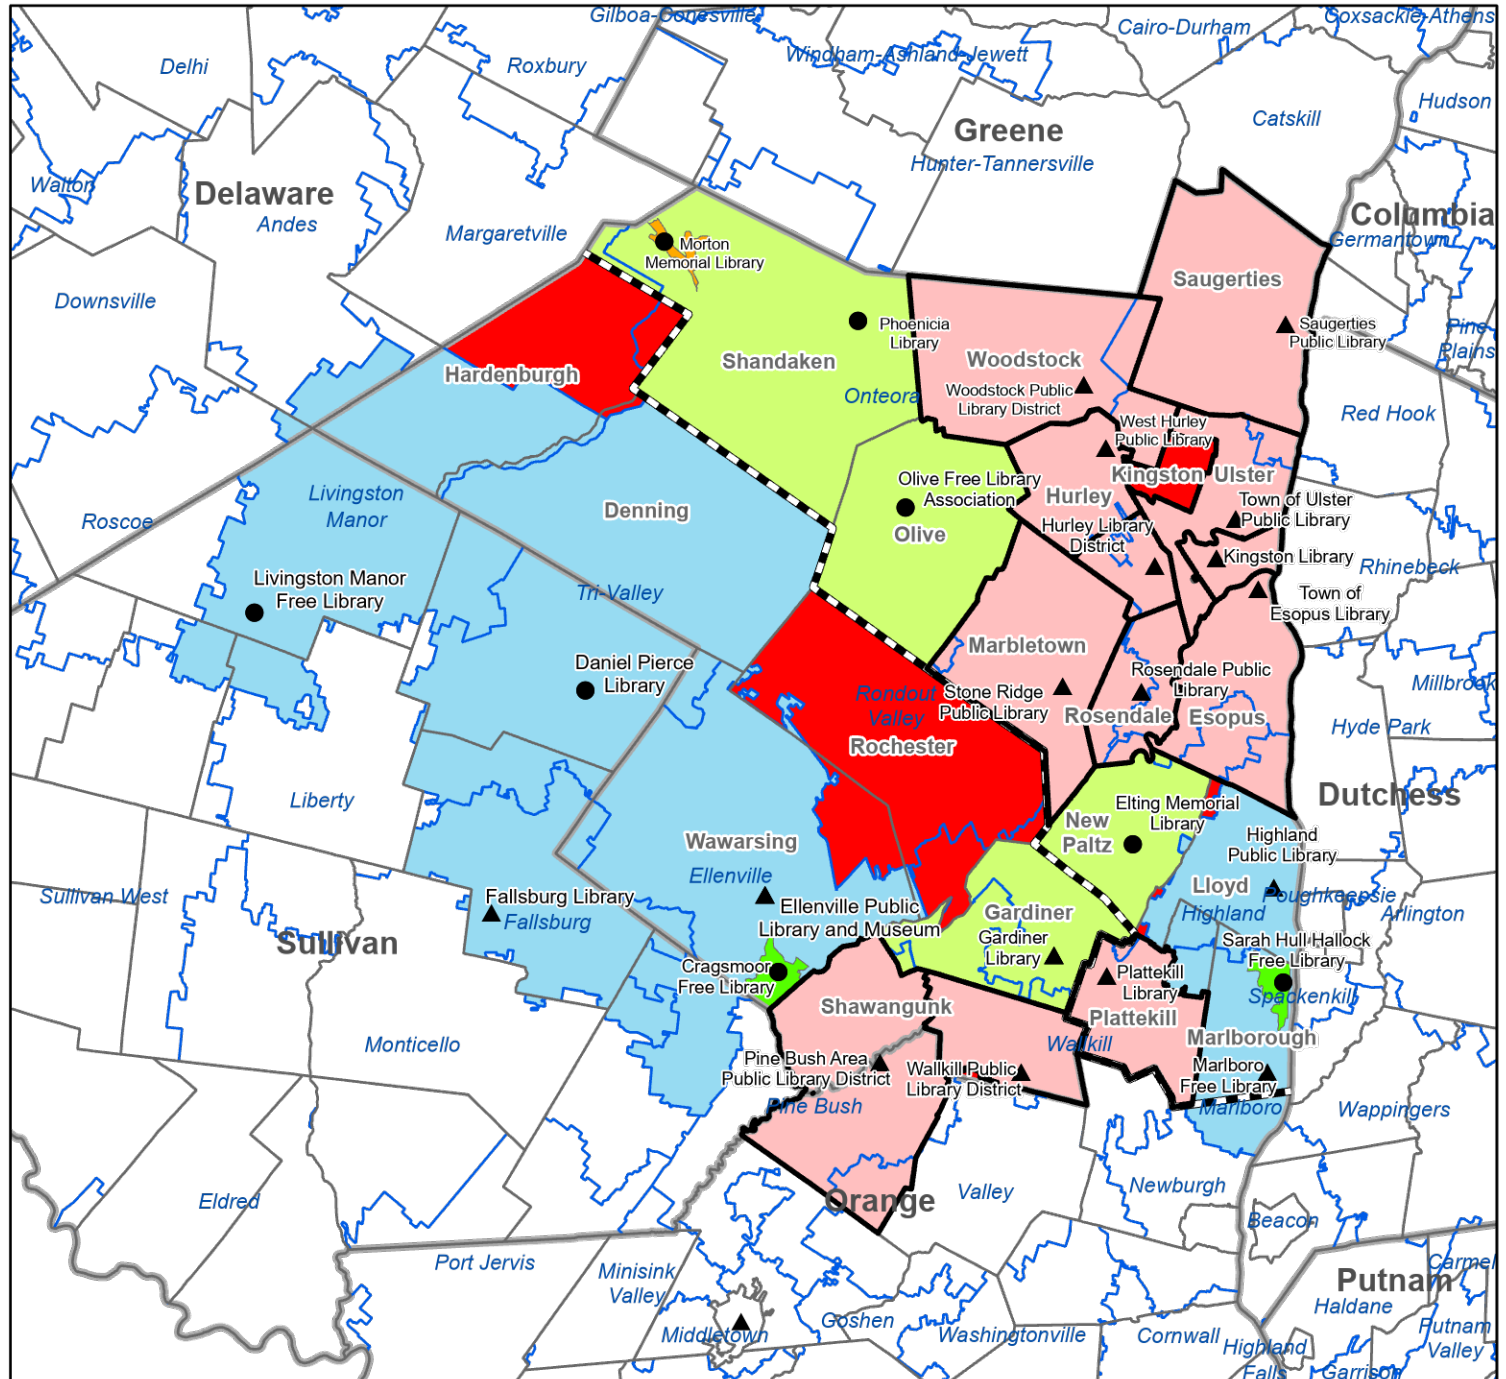 Gilboa-Conesville
Coxsackie-Athens
Cairo-Durham
Windham-Ashland-Jewett
Delhi
Roxbury
Hudson
Catskill
Greene
Hunter-Tannersville
Walton
Delaware
Andes
Columbia
Margaretville
Germantown
Morton
Memorial Library
Saugerties
Downsville
Phoenicia
Library
Saugerties
Public Library
Pine
Plains
Shandaken
Woodstock
Hardenburgh
Onteora
Woodstock Public
Library District
Red Hook
West Hurley
Public Library
Livingston
Manor
Roscoe
Denning
Olive Free Library
Association
Olive
Kingston
Ulster
Hurley
Town of Ulster
Public Library
Hurley Library
District
Kingston Library
Rhinebeck
Livingston Manor
Free Library
Tri-Valley
Town of
Esopus Library
Marbletown
Daniel Pierce
Library
Rondout
Valley
Stone Ridge
Public Library
Rosendale Public
Library
Millbrook
Rosendale
Esopus
Hyde Park
Rochester
Liberty
Dutchess
Elting Memorial
Library
New
Paltz
Highland
Public Library
Wawarsing
Ellenville
Lloyd
Poughkeepsie
Sullivan West
Fallsburg Library
Fallsburg
Ellenville Public
Library and Museum
Gardiner
Highland
Arlington
Sullivan
Gardiner
Library
Sarah Hull Hallock
Free Library
Cragsmoor
Free Library
Plattekill
Library
Spackenkill
Shawangunk
Plattekill
Marlborough
Monticello
Wallkill
Pine Bush Area
Public Library District
Wallkill Public
Library District
Marlboro
Free Library
Pine Bush
Marlboro
Wappingers
Eldred
Orange
Valley
Newburgh
Beacon
Port Jervis
Minisink
Valley
Putnam
Carmel
Haldane
Middletown
Goshen
Washingtonville
Cornwall
Highland
Falls
Garrison
Putnam
Valley